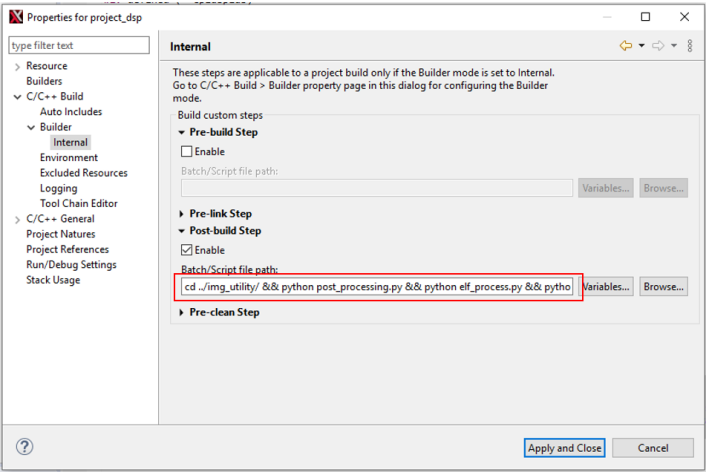 Properties for project_dsp
type filter text
Resource
Builders
C/C++ Build
Auto Includes
Builder
Internal
Environment
Excluded Resources
Logging
Tool Chain Editor
C/C++ General
Project Natures
Project References
Run/Debug Settings
Stack Usage
Internal
These steps are applicable to a project build only if the Builder mode is set to Internal.
Go to C/C++ Build > Builder property page in this dialog for configuring the Builder
mode.
Build custom steps
Pre-build Step
Enable
Batch/Script file path:
Variables... Browse...
Pre-link Step
Post-build Step
Enable
Batch/Script file path:
cd ../img_utility/ && python post_processing.py && python elf_process.py && pytho
Variables... Browse...
Pre-clean Step
Apply and Close Cancel